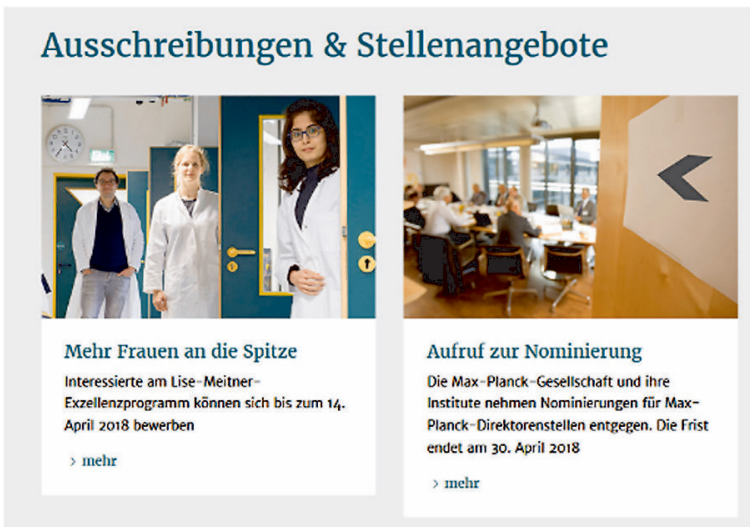 Ausschreibungen & Stellenangebote
Mehr Frauen an die Spitze
Interessierte am Lise-Meitner-
Exzellenzprogramm können sich bis zum 14.
April 2018 bewerben
> mehr
Aufruf zur Nominierung
Die Max-Planck-Gesellschaft und ihre
Institute nehmen Nominierungen für Max-
Planck-Direktorenstellen entgegen. Die Frist
endet am 30. April 2018
> mehr